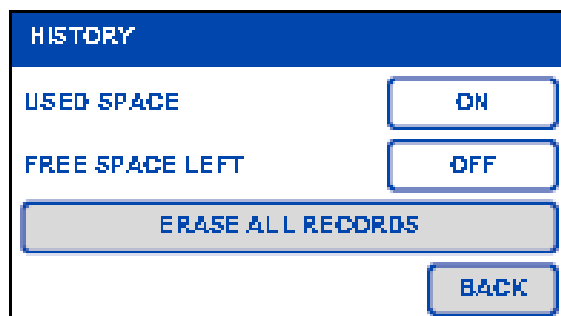 HISTORY
USED SPACE ON
FREE SPACE LEFT OFF
ERASE ALL RECORDS
BACK